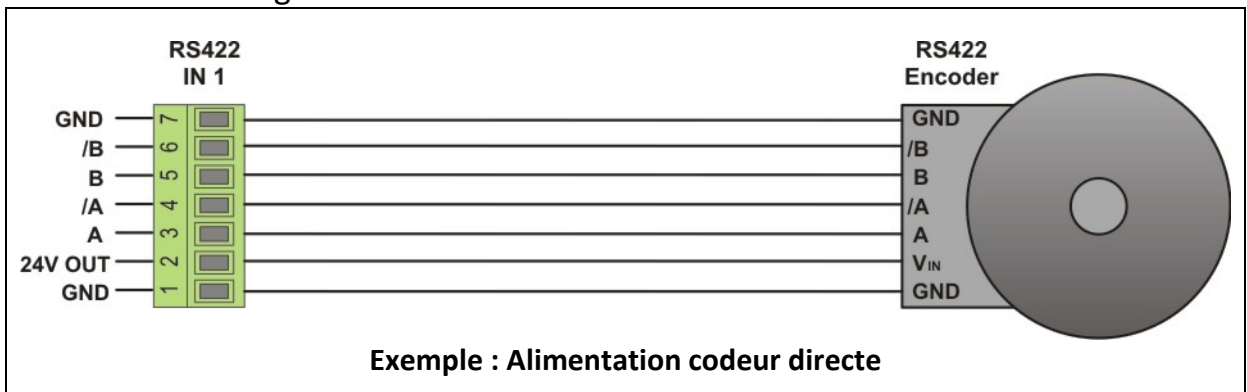 RS422
IN 1
RS422
Encoder
GND 7 GND
/B 6 /B
B 5 B
/A 4 /A
A 3 A
24V OUT 2 VIN
GND 1 GND
Exemple : Alimentation codeur directe